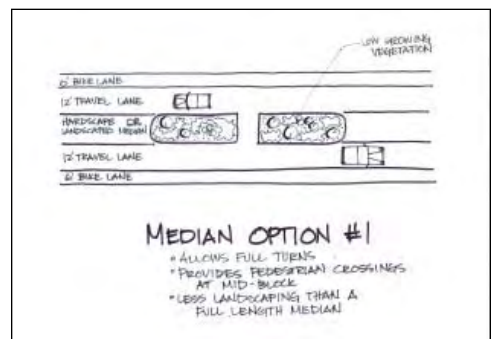 LOW GROWING
VEGETATION
6' BIKE LANE
12' TRAVEL LANE
HARDSCAPE OR
LANDSCAPED MEDIAN
12' TRAVEL LANE
6' BIKE LANE
MEDIAN OPTION #1
• ALLOWS FULL TURNS
• PROVIDES PEDESTRIAN CROSSINGS
AT MID-BLOCK
• LESS LANDSCAPING THAN A
FULL LENGTH MEDIAN